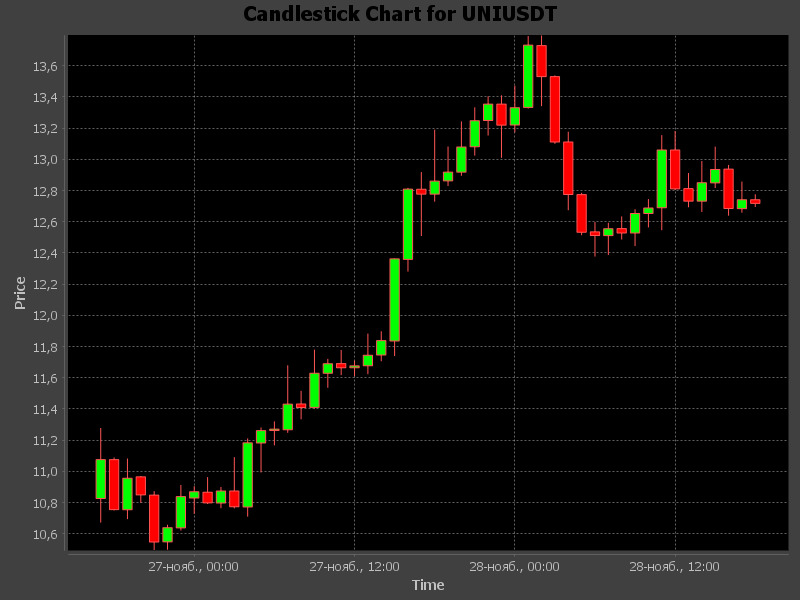 Candlestick Chart for UNIUSDT
13,6
13,4
13,2
13,0
12,8
12,6
12,4
12,2
12,0
11,8
11,6
11,4
11,2
11,0
10,8
10,6
Price
27-нояб., 00:00
27-нояб., 12:00
28-нояб., 00:00
28-нояб., 12:00
Time